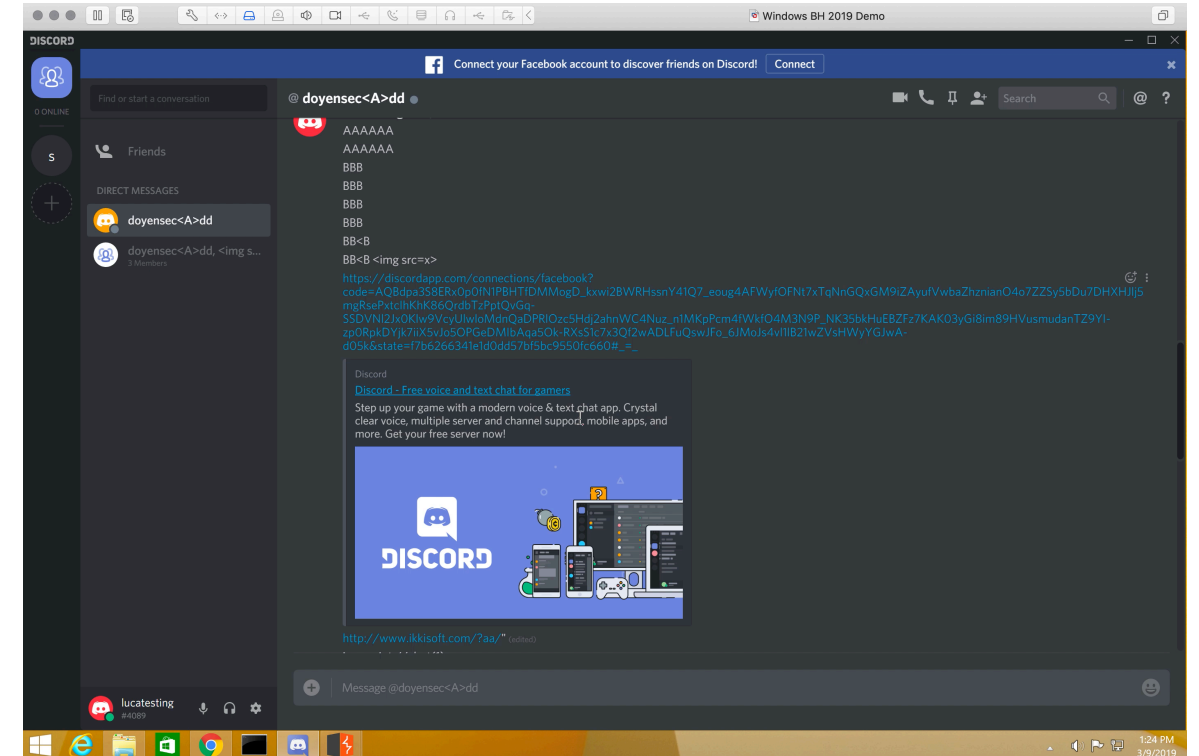 Windows BH 2019 Demo
DISCORD
Connect your Facebook account to discover friends on Discord! Connect
0 ONLINE
S
Find or start a conversation
Friends
DIRECT MESSAGES
doyensec<A>dd
doyensec<A>dd, <img s...
3 Members
@ doyensec<A>dd
Search
@ ?
AAAAAA
AAAAAA
BBB
BBB
BBB
BBB
BB<B
BB<B <img src=x>
https://discordapp.com/connections/facebook?
Discord
Discord - Free voice and text chat for gamers
Step up your game with a modern voice & text chat app. Crystal
clear voice, multiple server and channel support, mobile apps, and
more. Get your free server now!
DISCORD
http://www.ikkisoft.com/?aa/" (edited)
Message @doyensec<A>dd
lucatesting
#4089
1:24 PM
3/9/2019